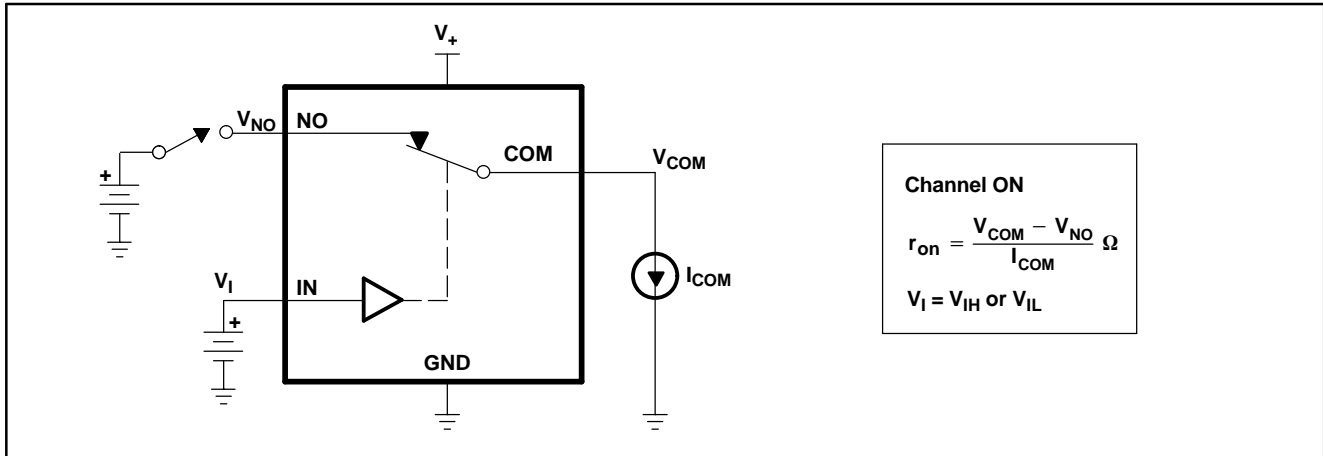 V+
VNO NO
COM
VCOM
+
Channel ON
ron = VCOM − VNO / ICOM Ω
VI = VIH or VIL
ICOM
VI IN
+
GND